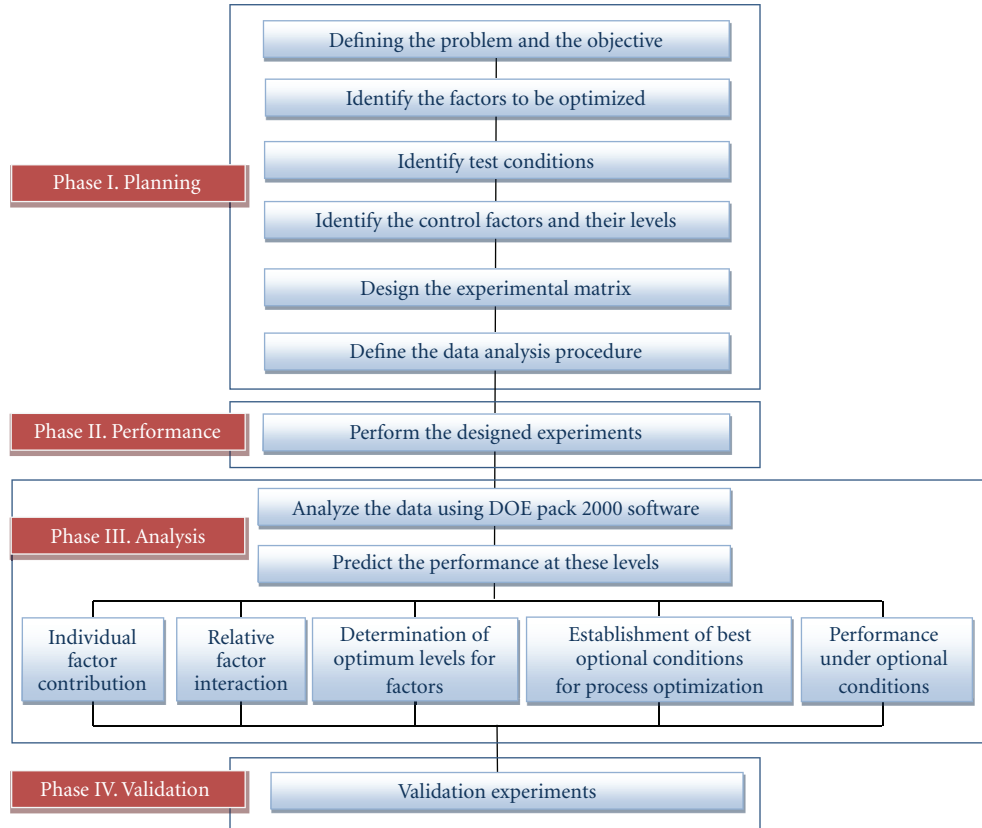 Defining the problem and the objective
Identify the factors to be optimized
Identify test conditions
Phase I. Planning
Identify the control factors and their levels
Design the experimental matrix
Define the data analysis procedure
Phase II. Performance
Perform the designed experiments
Analyze the data using DOE pack 2000 software
Phase III. Analysis
Predict the performance at these levels
Individual
factor
contribution
Relative
factor
interaction
Determination of
optimum levels for
factors
Establishment of best
optional conditions
for process optimization
Performance
under optional
conditions
Phase IV. Validation
Validation experiments